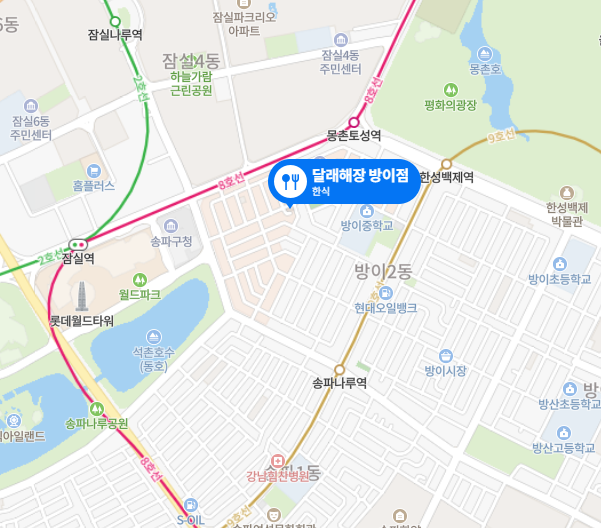 잠실파크리오
아파트
잠실나루역
잠실4동
하늘가람
근린공원
잠실4동
주민센터
8호선
몽촌호
2호선
평화의광장
잠실6동
주민센터
몽촌토성역
9호선
홈플러스
8호선
달래해장 방이점
한식
한성백제역
한성백제
박물관
방이중학교
송파구청
2호선
잠실역
방이2동
방이초등학교
월드파크
현대오일뱅크
롯데월드타워
석촌호수
(동호)
방이시장
송파나루역
방산초등학교
송파나루공원
방산고등학교
8호선
강남힘찬병원
송파1동
S-OIL
9호선